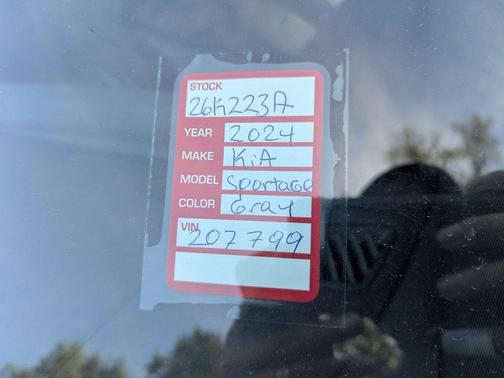 STOCK
26K223A
YEAR 2024
MAKE KiA
MODEL Sportage
COLOR Gray
VIN
207799